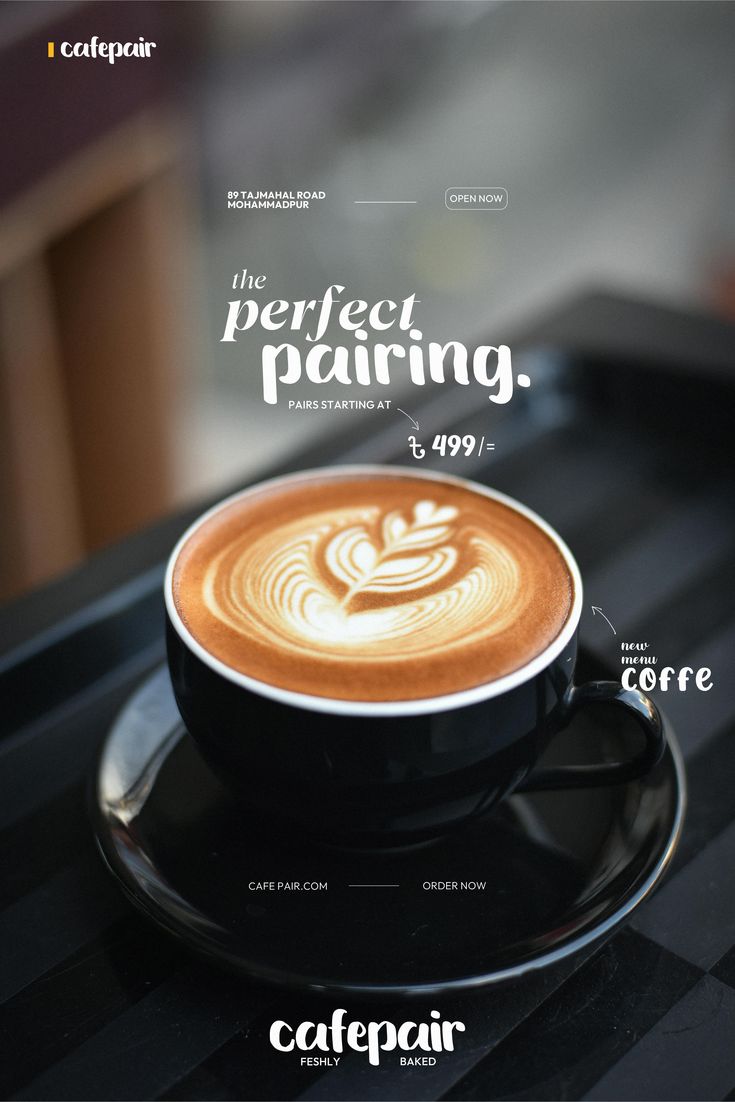 cafepair
89 TAJMAHAL ROAD
MOHAMMADPUR
OPEN NOW
the
perfect
pairing.
PAIRS STARTING AT
৳ 499/=
new
menu
COFFE
CAFE PAIR.COM
ORDER NOW
cafepair
FESHLY BAKED